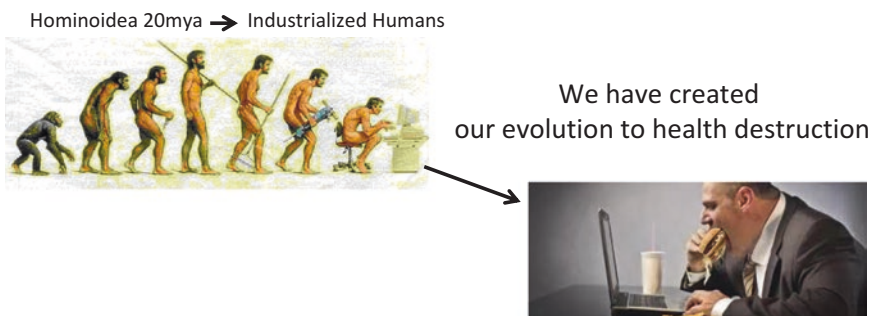 Hominoidea 20mya → Industrialized Humans
We have created
our evolution to health destruction